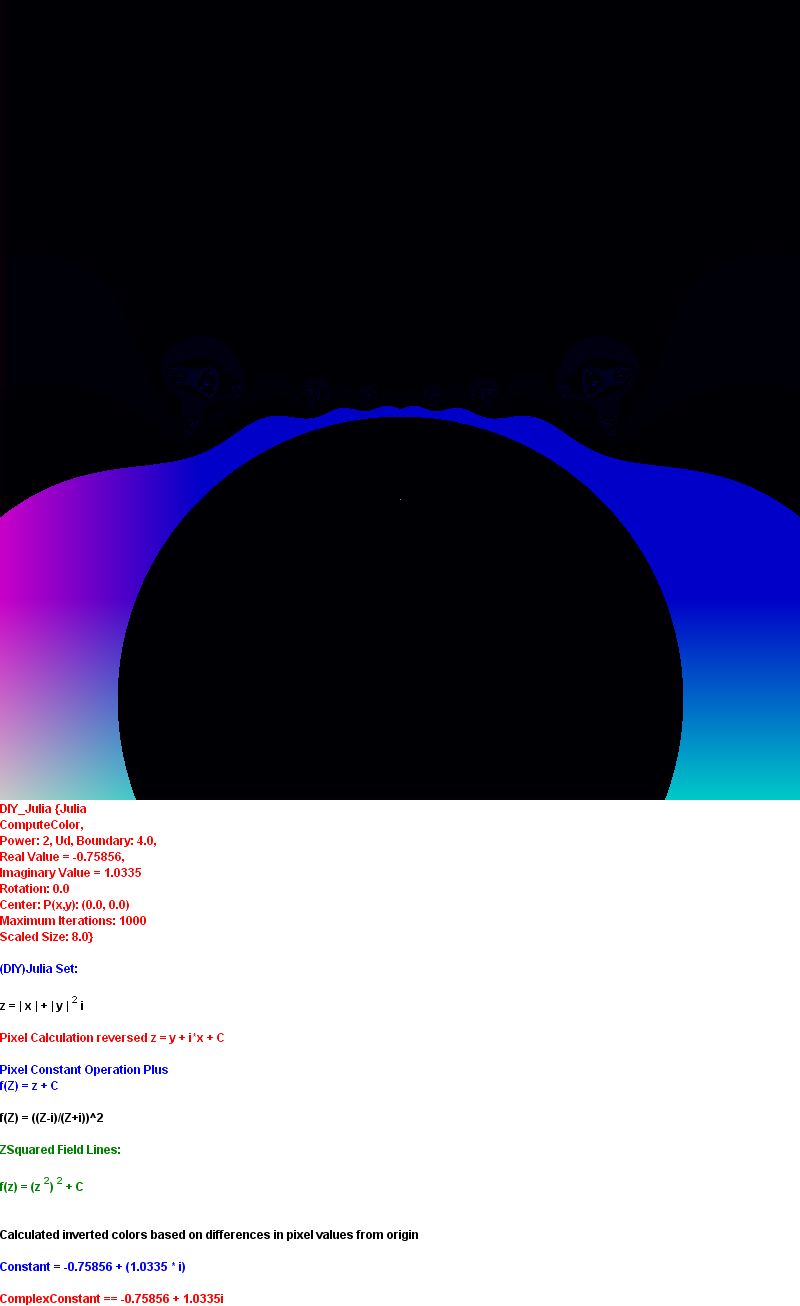 DIY_Julia {Julia
ComputeColor,
Power: 2, Ud, Boundary: 4.0,
Real Value = -0.75856,
Imaginary Value = 1.0335
Rotation: 0.0
Center: P(x,y): (0.0, 0.0)
Maximum Iterations: 1000
Scaled Size: 8.0}
(DIY)Julia Set:
z = | x | + | y | 2 i
Pixel Calculation reversed z = y + i*x + C
Pixel Constant Operation Plus
f(Z) = z + C
f(Z) = ((Z-i)/(Z+i))^2
ZSquared Field Lines:
f(z) = (z 2) 2 + C
Calculated inverted colors based on differences in pixel values from origin
Constant = -0.75856 + (1.0335 * i)
ComplexConstant == -0.75856 + 1.0335i